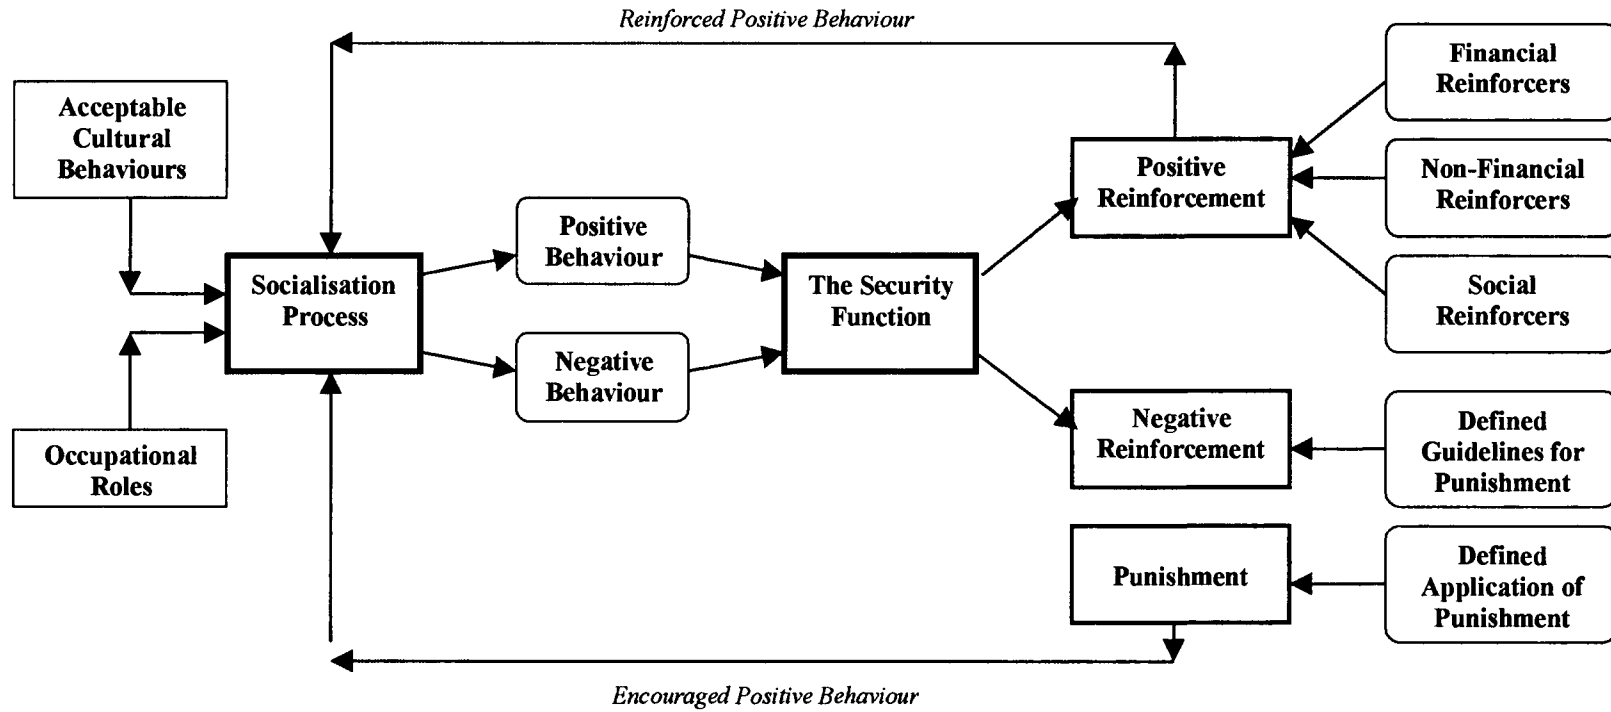 Reinforced Positive Behaviour
Acceptable
Cultural
Behaviours
Occupational
Roles
Socialisation
Process
Positive
Behaviour
Negative
Behaviour
The Security
Function
Positive
Reinforcement
Negative
Reinforcement
Punishment
Financial
Reinforcers
Non-Financial
Reinforcers
Social
Reinforcers
Defined
Guidelines for
Punishment
Defined
Application of
Punishment
Encouraged Positive Behaviour